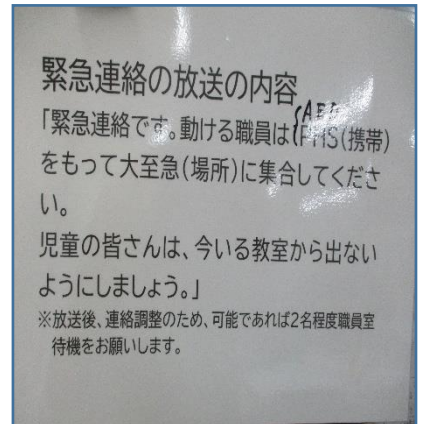 緊急連絡の放送の内容
AED
「緊急連絡です。動ける職員は{PHS(携帯)
をもって大至急(場所)に集合してくださ
い。
児童の皆さんは、今いる教室から出ない
ようにしましょう。」
※放送後、連絡調整のため、可能であれば2名程度職員室
待機をお願いします。